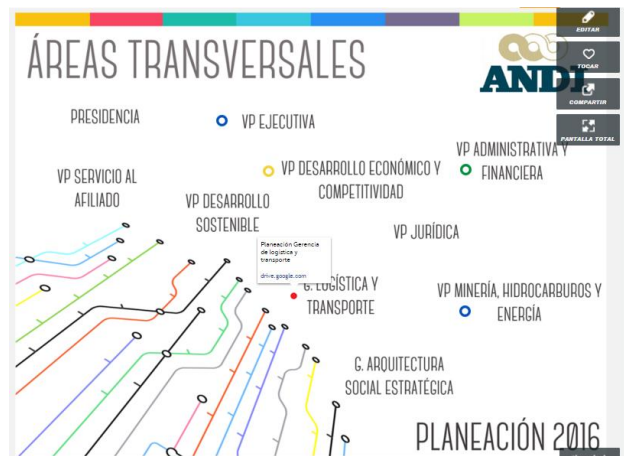 EDITAR
ÁREAS TRANSVERSALES
ANDI
TOCAR
COMPARTIR
PANTALLA TOTAL
PRESIDENCIA
VP EJECUTIVA
VP ADMINISTRATIVA Y
FINANCIERA
VP DESARROLLO ECONÓMICO Y
COMPETITIVIDAD
VP SERVICIO AL
AFILIADO
VP DESARROLLO
SOSTENIBLE
VP JURÍDICA
Planeación Gerencia
de logística y
transporte
drive.google.com
G. LOGÍSTICA Y
TRANSPORTE
VP MINERÍA, HIDROCARBUROS Y
ENERGÍA
G. ARQUITECTURA
SOCIAL ESTRATÉGICA
PLANEACIÓN 2016